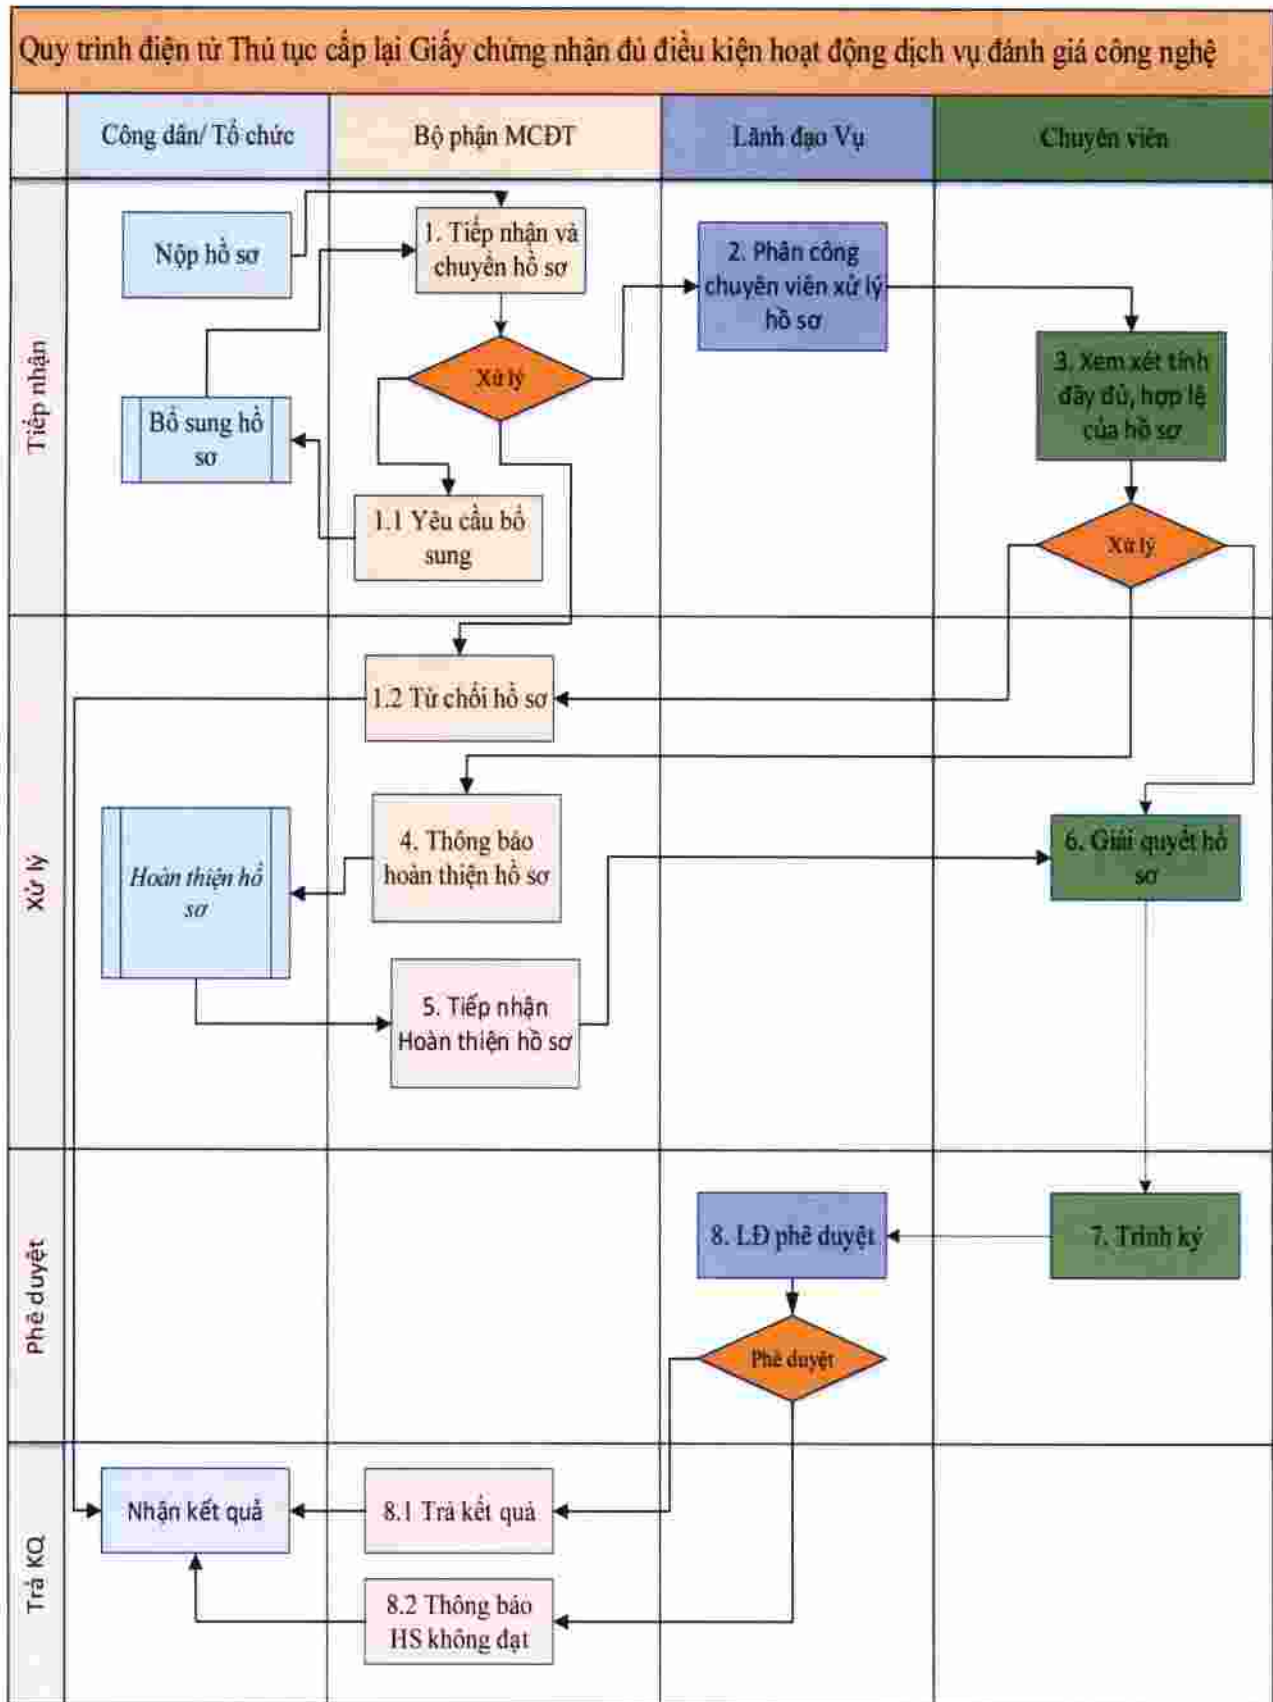 Quy trình điện tử Thủ tục cấp lại Giấy chứng nhận đủ điều kiện hoạt động dịch vụ đánh giá công nghệ
Công dân/ Tổ chức
Bộ phận MCĐT
Lãnh đạo Vụ
Chuyên viên
Tiếp nhận
Nộp hồ sơ
1. Tiếp nhận và
chuyển hồ sơ
2. Phân công
chuyên viên xử lý
hồ sơ
3. Xem xét tính
đầy đủ, hợp lệ
của hồ sơ
Xử lý
Bổ sung hồ
sơ
1.1 Yêu cầu bổ
sung
Xử lý
Xử lý
1.2 Từ chối hồ sơ
4. Thông báo
hoàn thiện hồ sơ
Hoàn thiện hồ
sơ
6. Giải quyết hồ
sơ
5. Tiếp nhận
Hoàn thiện hồ sơ
Phê duyệt
8. LĐ phê duyệt
7. Trình ký
Phê duyệt
Trả KQ
Nhận kết quả
8.1 Trả kết quả
8.2 Thông báo
HS không đạt